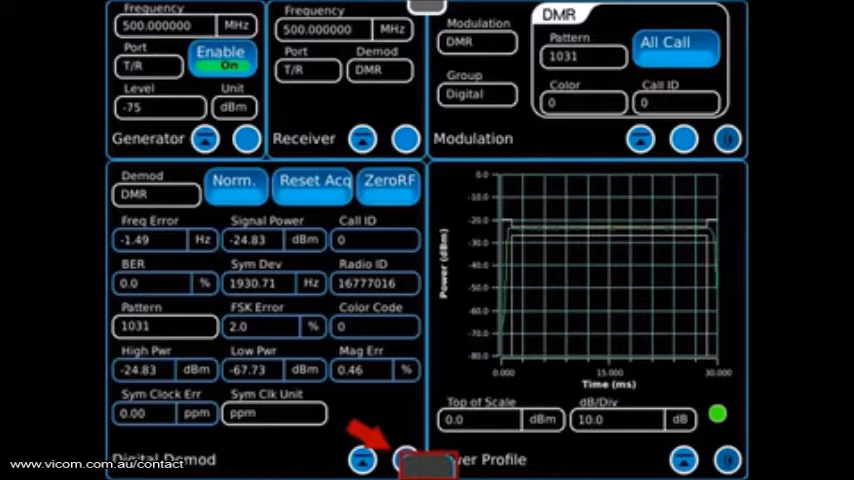 Frequency
500.000000 MHz
Port
T/R
Enable
On
Level
-75
Unit
dBm
Generator
Frequency
500.000000 MHz
Port
T/R
Demod
DMR
Receiver
Modulation
DMR
Group
Digital
Modulation
DMR
Pattern
1031
All Call
Color
0
Call ID
0
Demod
DMR
Norm.
Reset Acq
ZeroRF
Freq Error
-1.49 Hz
Signal Power
-24.83 dBm
Call ID
0
BER
0.0 %
Sym Dev
1930.71 Hz
Radio ID
16777016
Pattern
1031
FSK Error
2.0 %
Color Code
0
High Pwr
-24.83 dBm
Low Pwr
-67.73 dBm
Mag Err
0.46 %
Sym Clock Err
0.00 ppm
Sym Clk Unit
ppm
Digital Demod
Power (dBm)
0.0
-10.0
-20.0
-30.0
-40.0
-50.0
-60.0
-70.0
-80.0
0.000 15.000 30.000
Time (ms)
Top of Scale
0.0 dBm
dB/Div
10.0 dB
Profile
www.vicom.com.au/contact